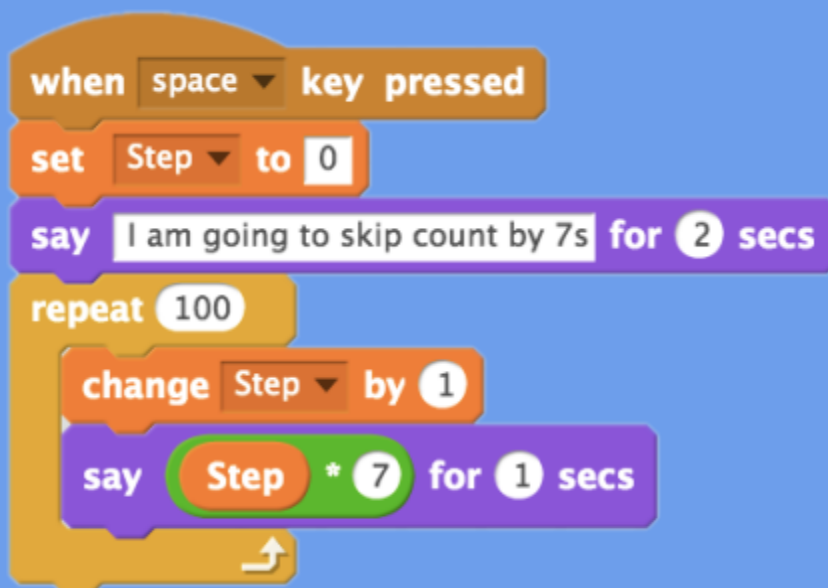 when space key pressed
set Step to 0
say I am going to skip count by 7s for 2 secs
repeat 100
change Step by 1
say Step * 7 for 1 secs